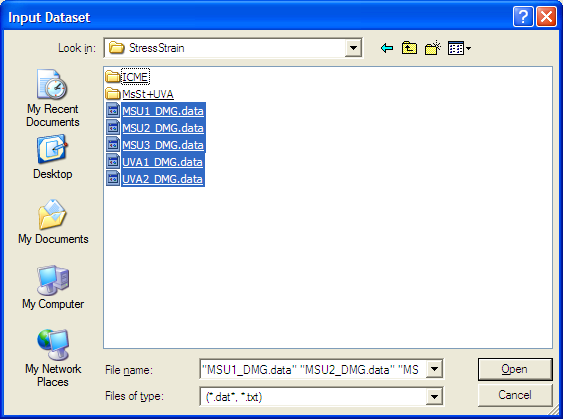 Input Dataset
Look in: StressStrain
ICME
MsSt+UVA
MSU1_DMG.data
MSU2_DMG.data
MSU3_DMG.data
UVA1_DMG.data
UVA2_DMG.data
My Recent
Documents
Desktop
My Documents
My Computer
My Network
Places
File name: "MSU1_DMG.data" "MSU2_DMG.data" "MS
Open
Files of type: (*.dat*, *.txt)
Cancel